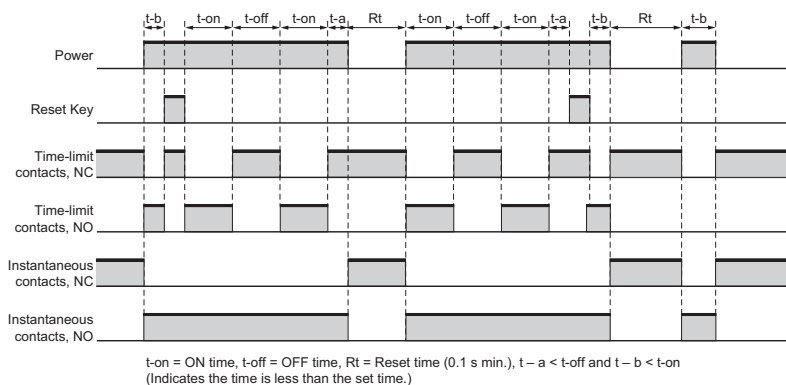 t-b t-on t-off t-on t-a Rt t-on t-off t-on t-a t-b Rt t-b
Power
Reset Key
Time-limit
contacts, NC
Time-limit
contacts, NO
Instantaneous
contacts, NC
Instantaneous
contacts, NO
t-on = ON time, t-off = OFF time, Rt = Reset time (0.1 s min.), t – a < t-off and t – b < t-on
(Indicates the time is less than the set time.)